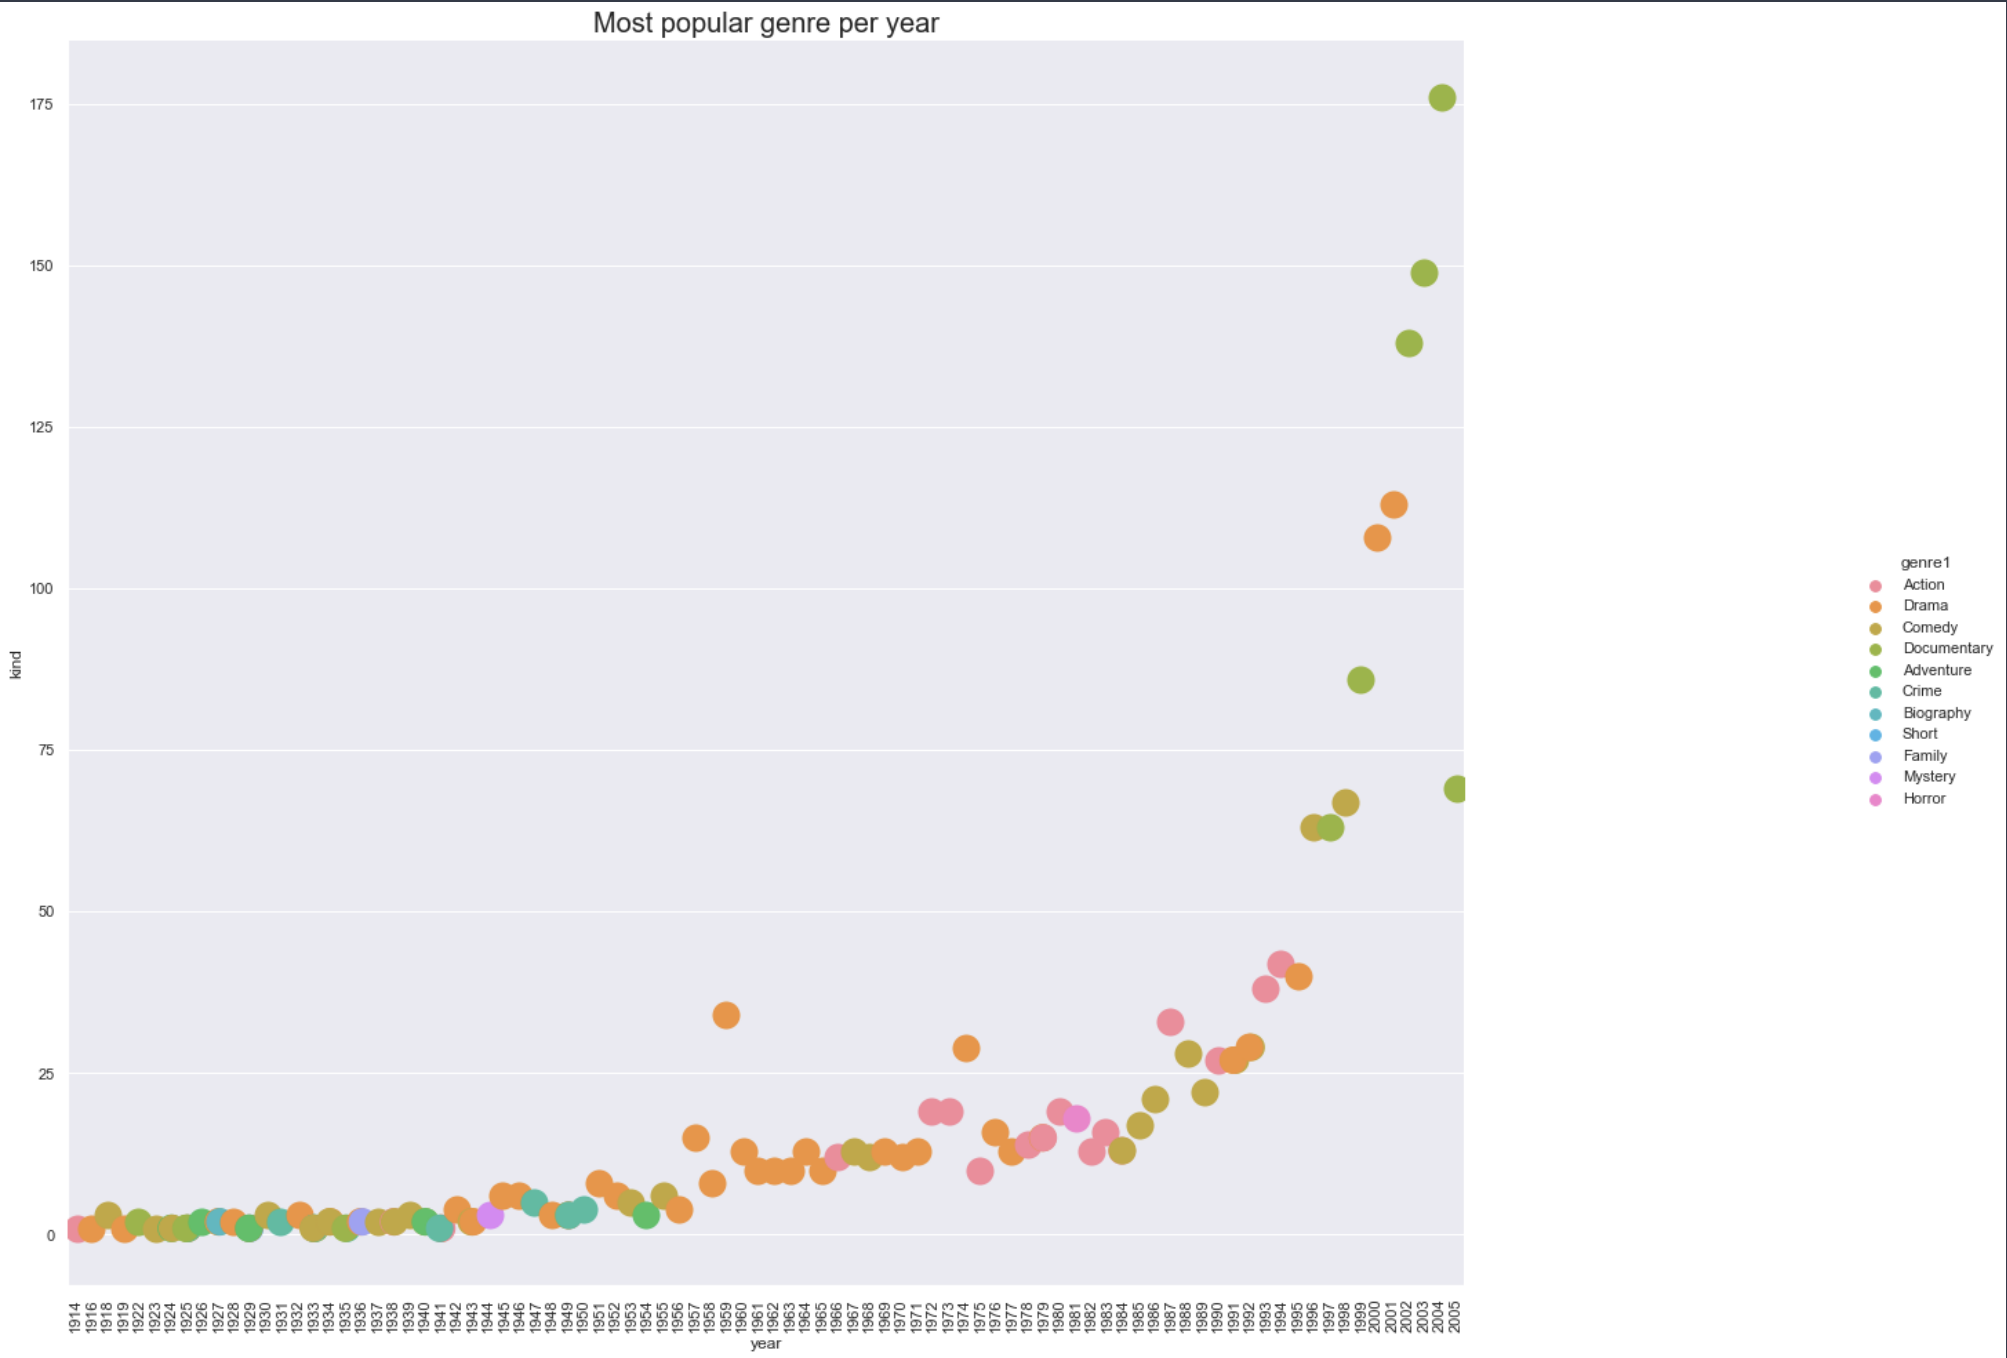 Most popular genre per year
175
150
125
100
75
50
25
0
kind
1914 1916 1918 1919 1922 1923 1924 1925 1926 1927 1928 1929 1930 1931 1932 1933 1934 1935 1936 1937 1938 1939 1940 1941 1942 1943 1944 1945 1946 1947 1948 1949 1950 1951 1952 1953 1954 1955 1956 1957 1958 1959 1960 1961 1962 1963 1964 1965 1966 1967 1968 1969 1970 1971 1972 1973 1974 1975 1976 1977 1978 1979 1980 1981 1982 1983 1984 1985 1986 1987 1988 1989 1990 1991 1992 1993 1994 1995 1996 1997 1998 1999 2000 2001 2002 2003 2004 2005
year
genre1
Action
Drama
Comedy
Documentary
Adventure
Crime
Biography
Short
Family
Mystery
Horror